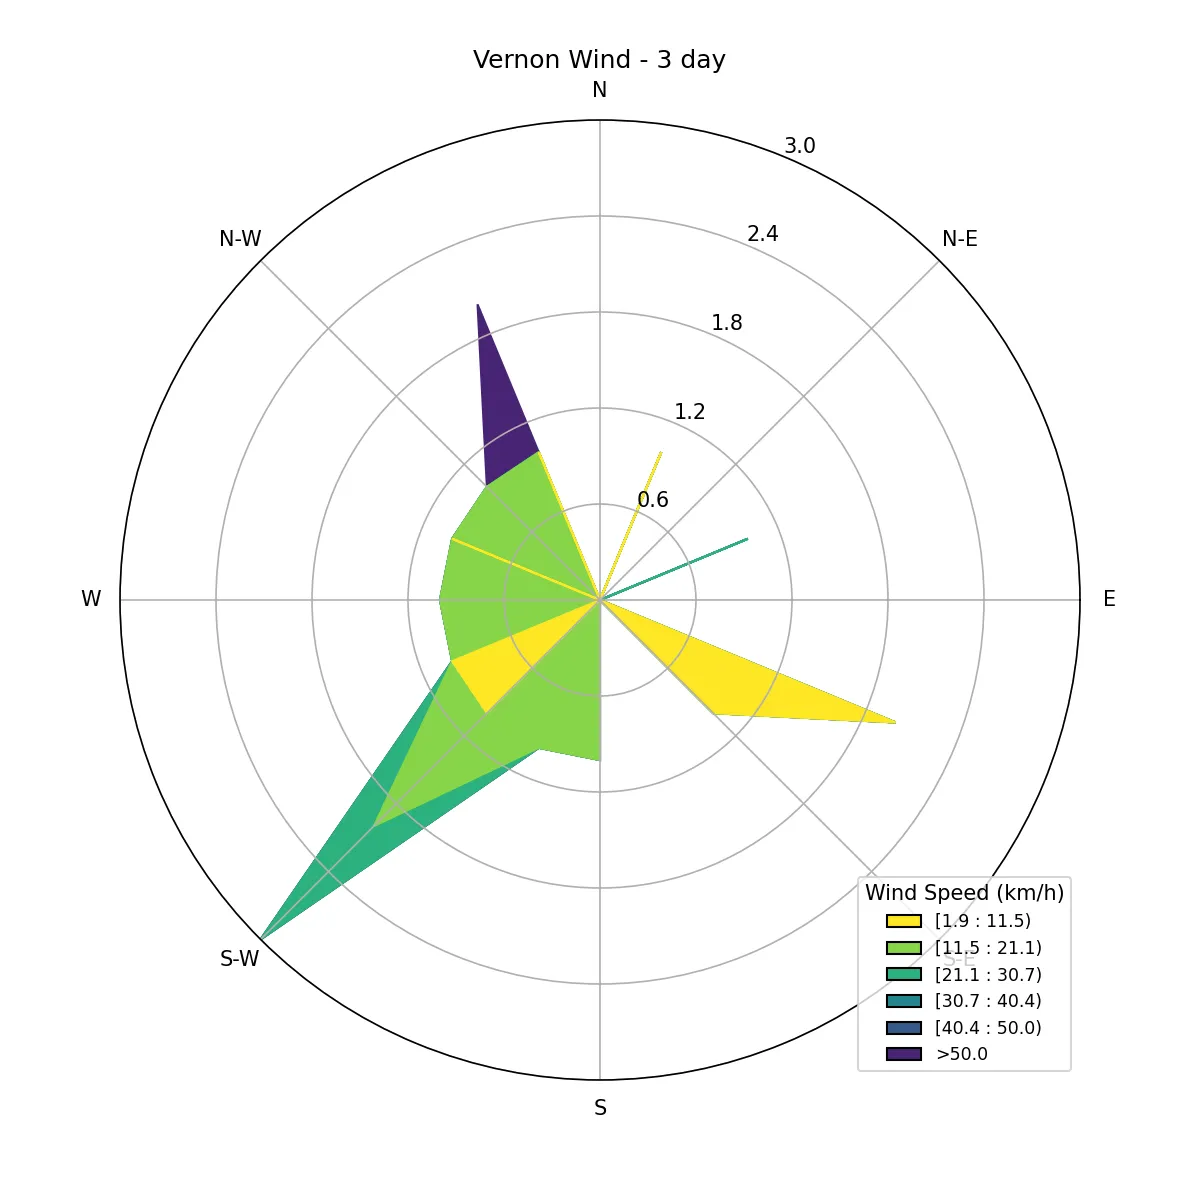 Vernon Wind - 3 day
N
3.0
N-W
2.4
N-E
1.8
1.2
0.6
W
E
S-W
S-E
S
Wind Speed (km/h)
[1.9 : 11.5)
[11.5 : 21.1)
[21.1 : 30.7)
[30.7 : 40.4)
[40.4 : 50.0)
>50.0